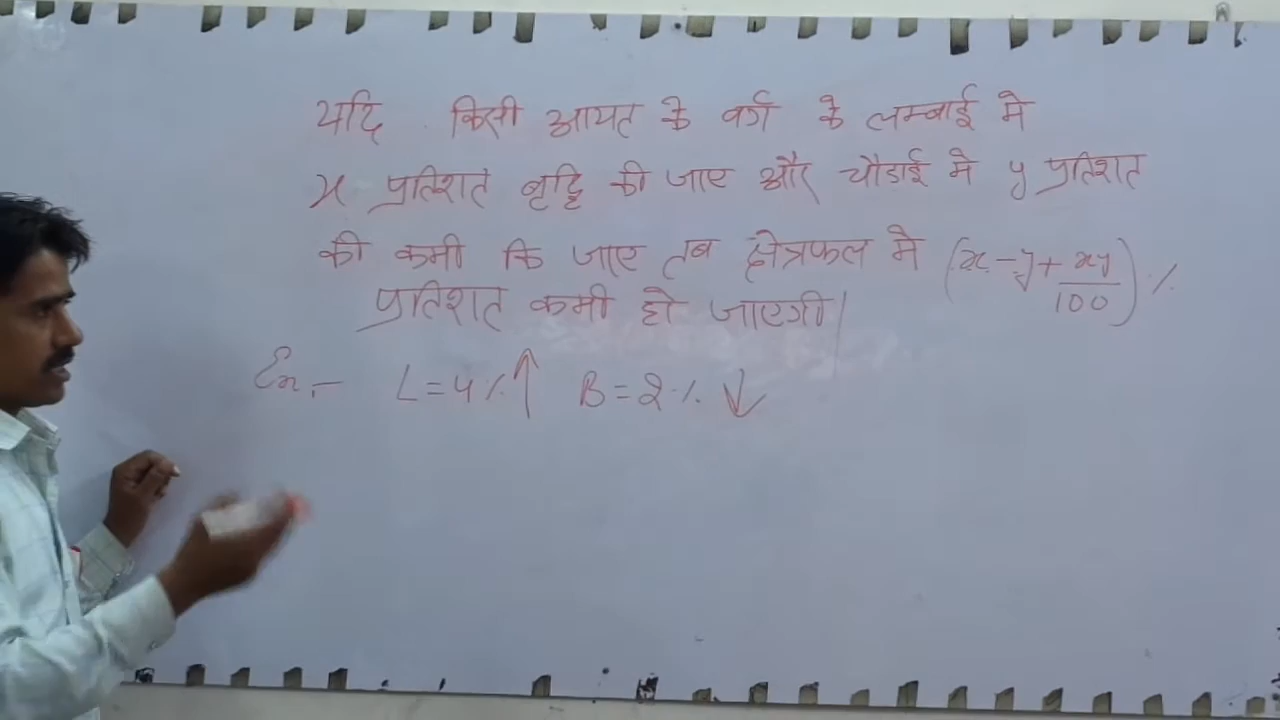 यदि किसी आयत के वर्ग के लम्बाई मे
x प्रतिशत बृद्धि की जाए और चौडाई मे y प्रतिशत
की कमी कि जाए तब क्षेत्रफल मे (x - y + xy/100) %
प्रतिशत कमी हो जाएगी।
Ex.- L = 4% ↑ B = 2% ↓